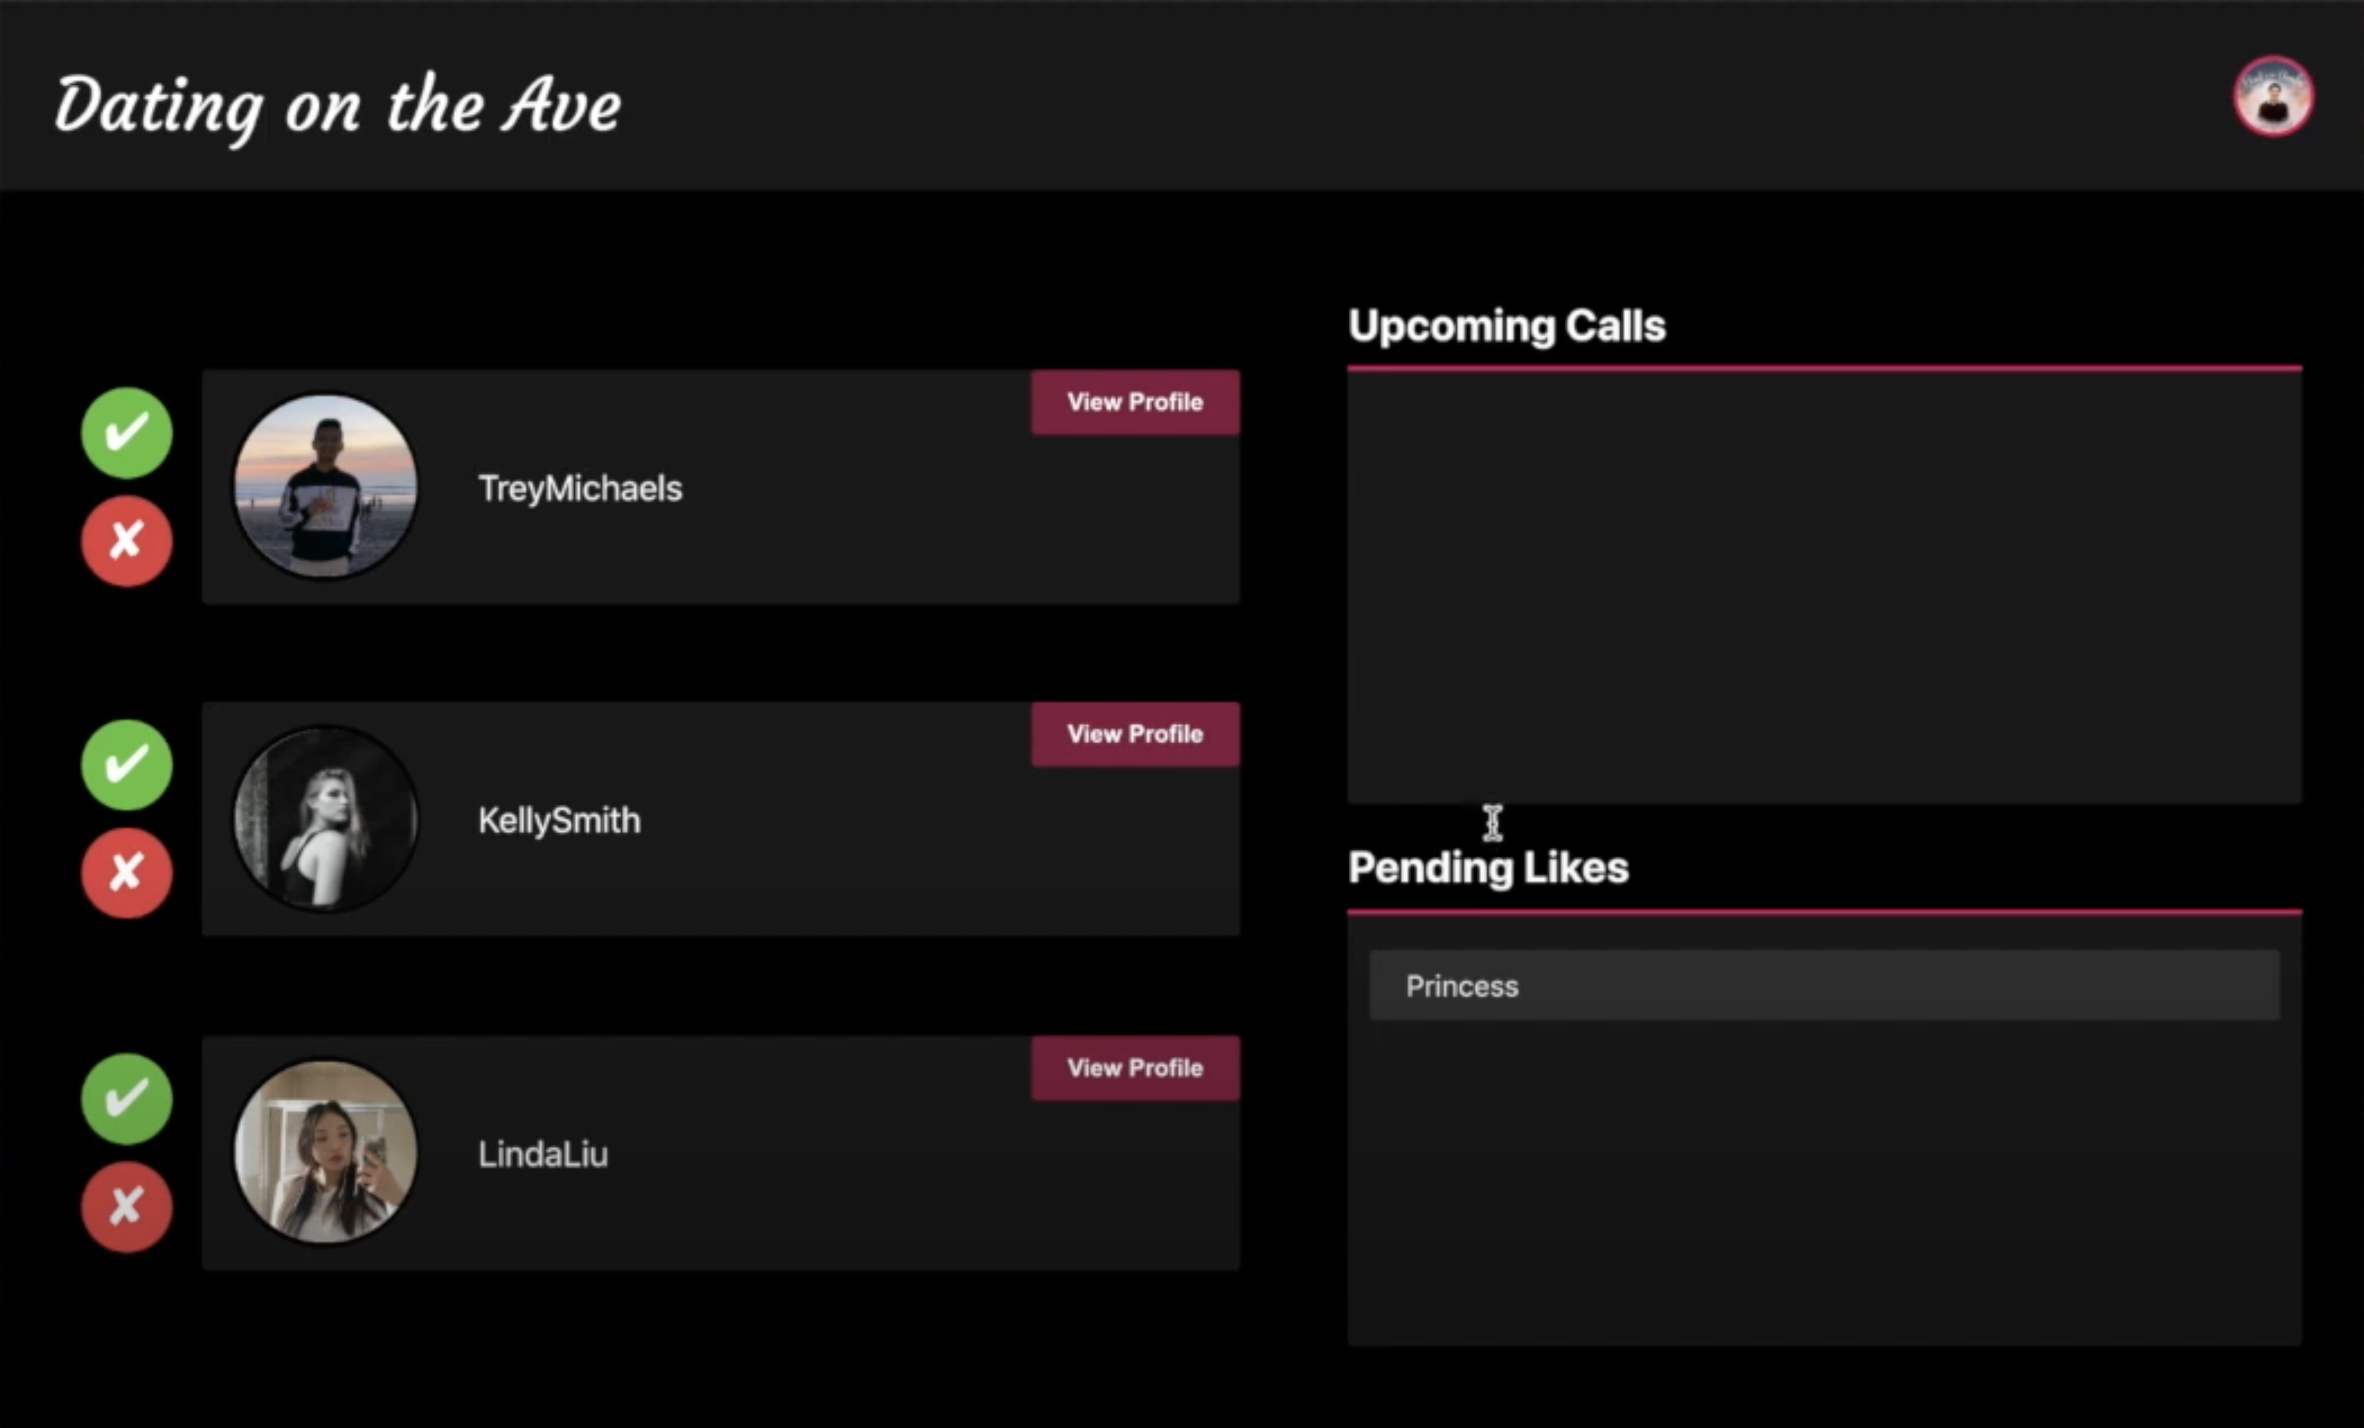 Dating on the Ave
View Profile
TreyMichaels
View Profile
KellySmith
View Profile
LindaLiu
Upcoming Calls
Pending Likes
Princess